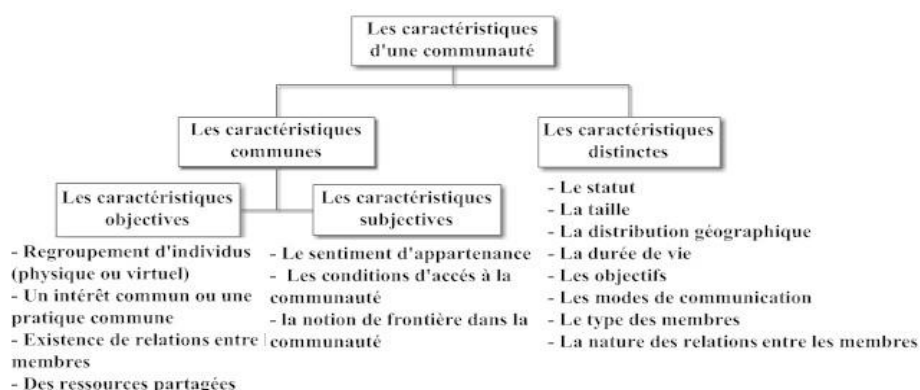 Les caractéristiques
d'une communauté
Les caractéristiques
communes
Les caractéristiques
distinctes
Les caractéristiques
objectives
Les caractéristiques
subjectives
- Regroupement d'individus
(physique ou virtuel)
- Un intérêt commun ou une
pratique commune
- Existence de relations entre
membres
- Des ressources partagées
- Le sentiment d'appartenance
- Les conditions d'accés à la
communauté
- la notion de frontière dans la
communauté
- Le statut
- La taille
- La distribution géographique
- La durée de vie
- Les objectifs
- Les modes de communication
- Le type des membres
- La nature des relations entre les membres